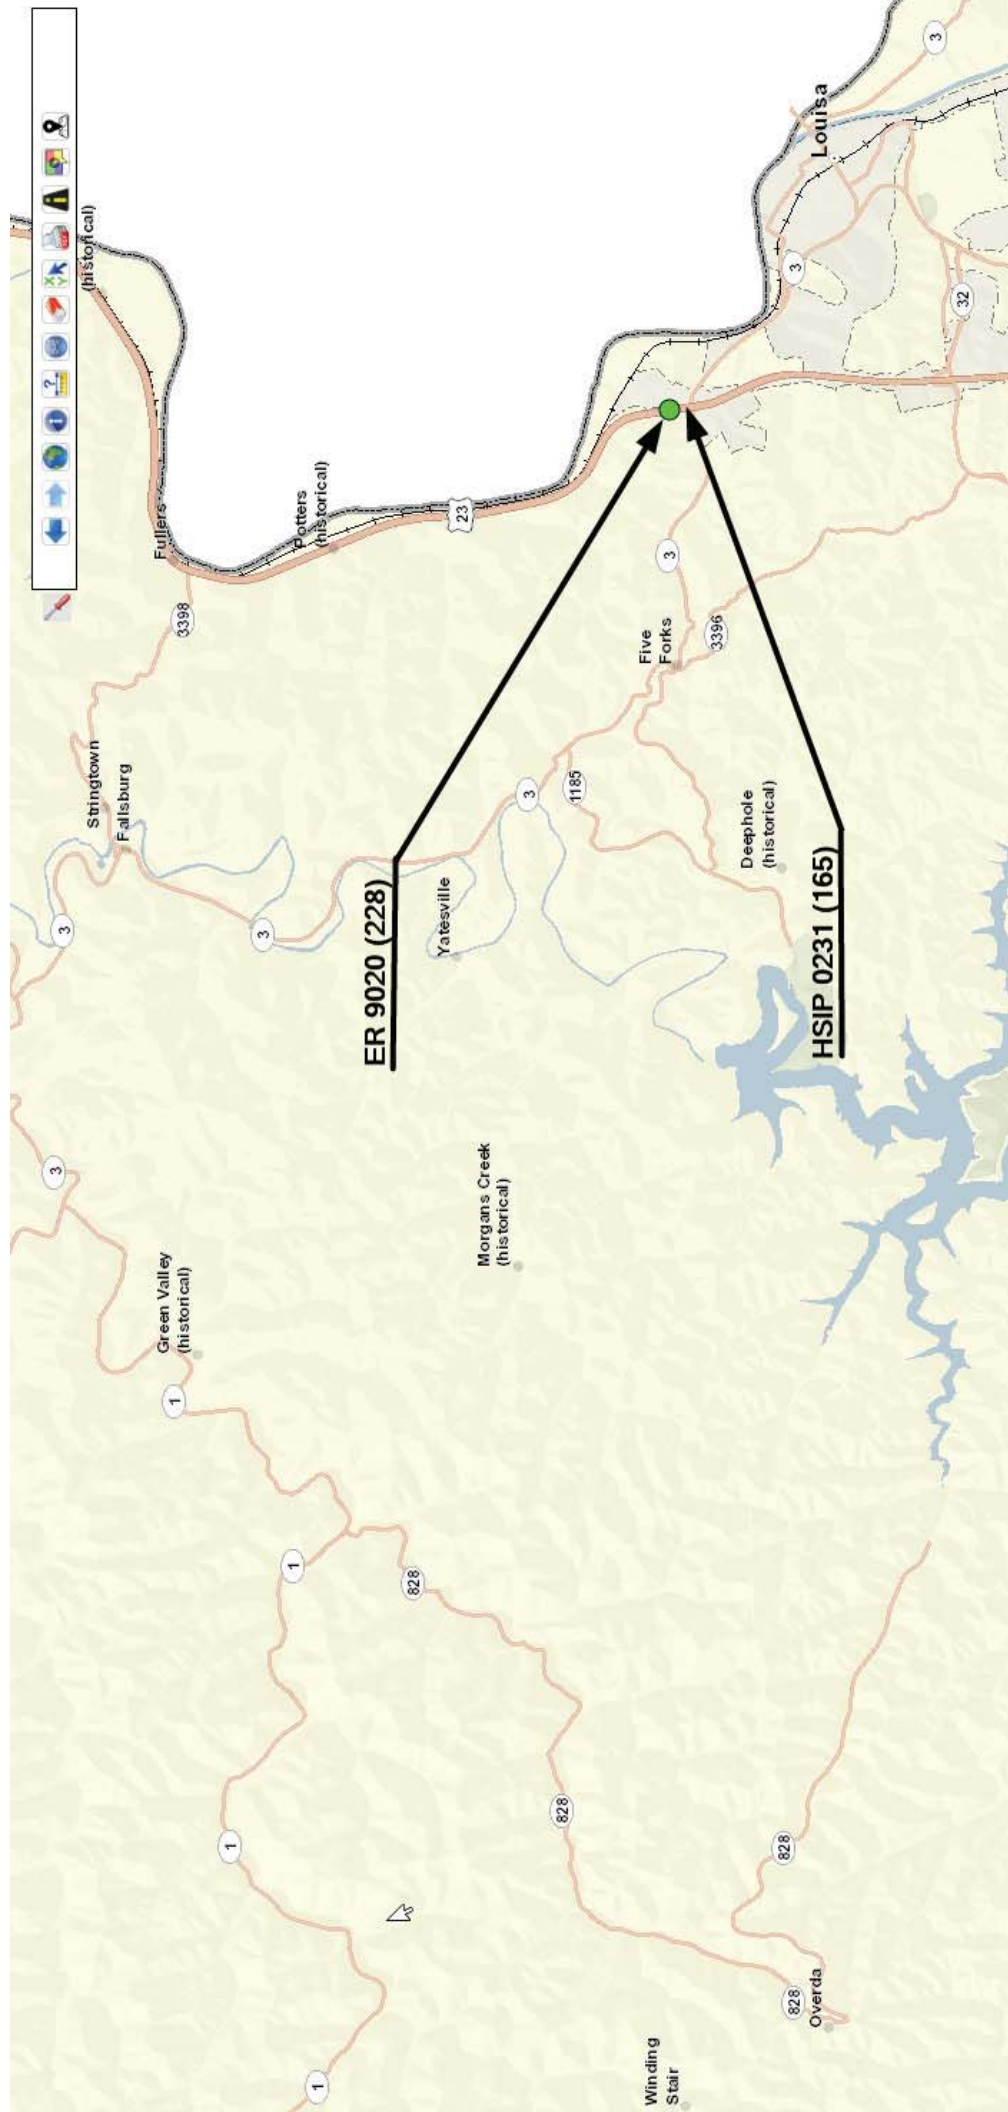 3
3
(historical)
Stringtown
Fallsburg
Fullers
Green Valley
(historical)
1
3398
1
3
1
Potters
(historical)
1
ER 9020 (228)
828
Yatesville
23
Morgans Creek
(historical)
3
828
1185
Five
Forks
Winding
Stair
3
3396
Deephole
(historical)
828
828
3
Overda
HSIP 0231 (165)
Louisa
3
32